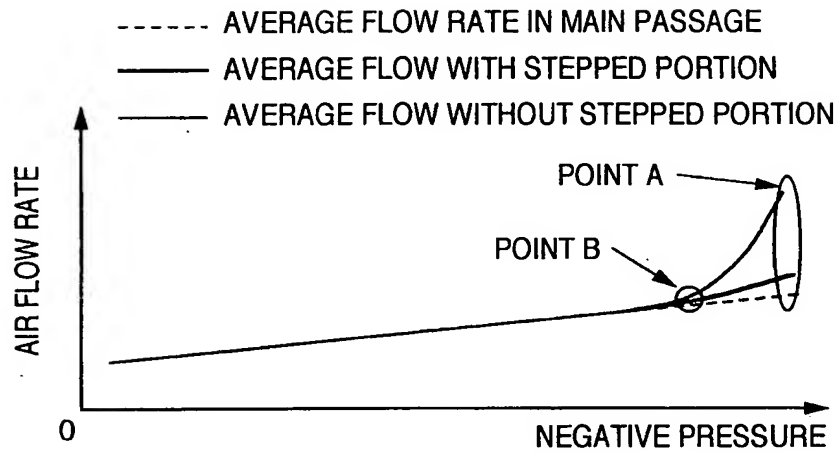 AVERAGE FLOW RATE IN MAIN PASSAGE
AVERAGE FLOW WITH STEPPED PORTION
AVERAGE FLOW WITHOUT STEPPED PORTION
POINT A
POINT B
AIR FLOW RATE
0
NEGATIVE PRESSURE